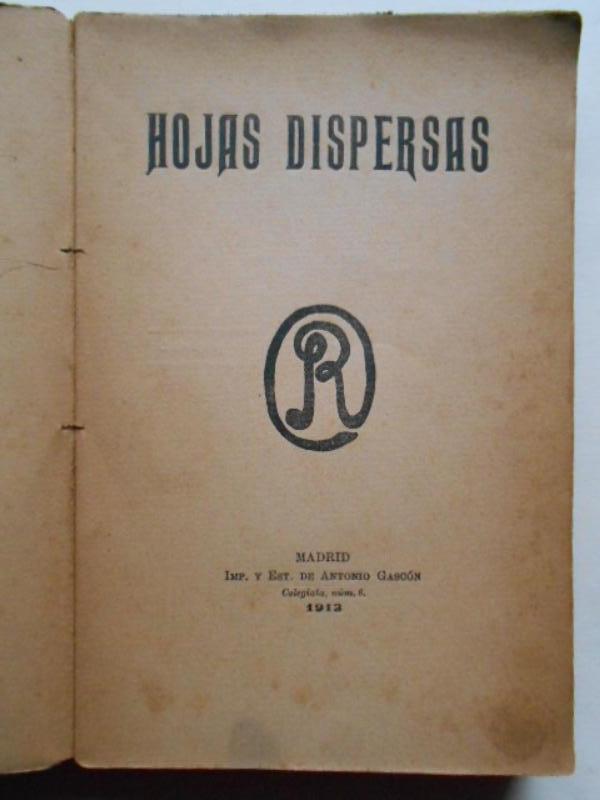 HOJAS DISPERSAS
R
MADRID
IMP. Y EST. DE ANTONIO GASCÓN
Colegiata, núm. 6.
1913